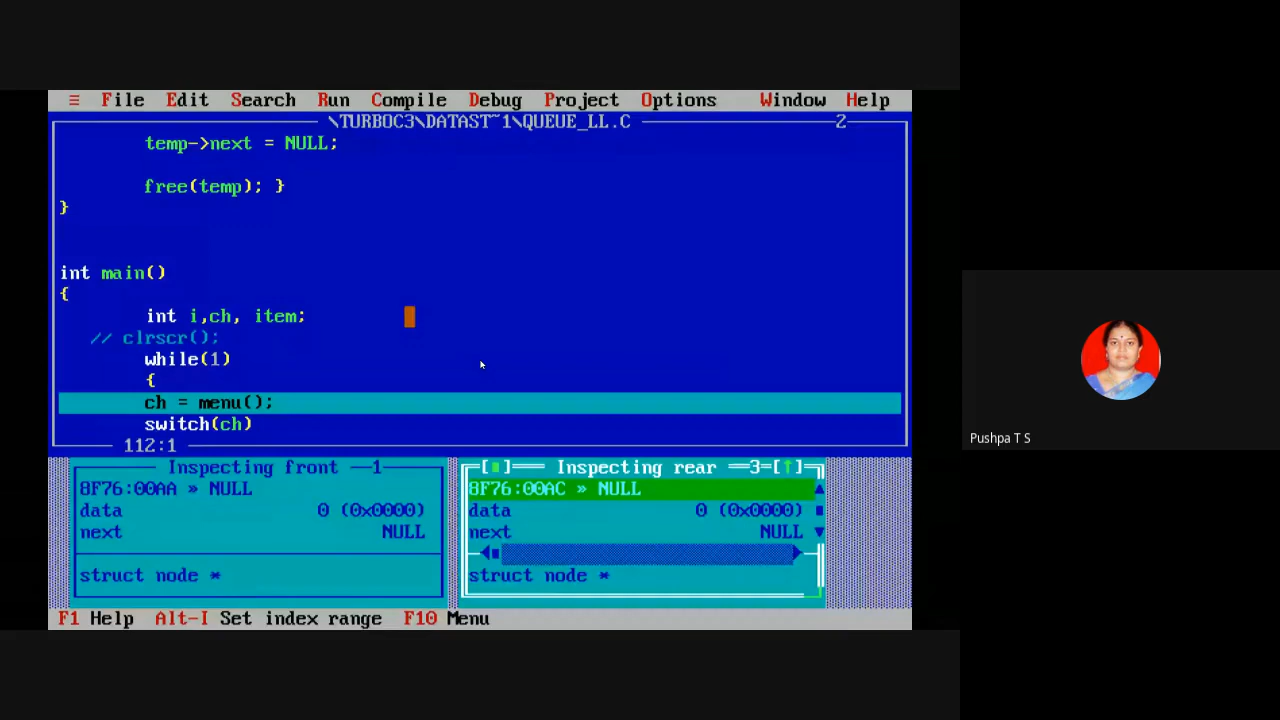 ≡ File Edit Search Run Compile Debug Project Options Window Help
\TURBOC3\DATAST~1\QUEUE_LL.C 2
temp->next = NULL;
free(temp); }
}
int main()
{
int i,ch, item;
// clrscr();
while(1)
{
ch = menu();
switch(ch)
112:1
Inspecting front 1
8F76:00AA » NULL
data 0 (0x0000)
next NULL
struct node *
[■] Inspecting rear 3=[↑]
8F76:00AC » NULL
data 0 (0x0000)
next NULL
struct node *
F1 Help Alt-I Set index range F10 Menu
Pushpa T S